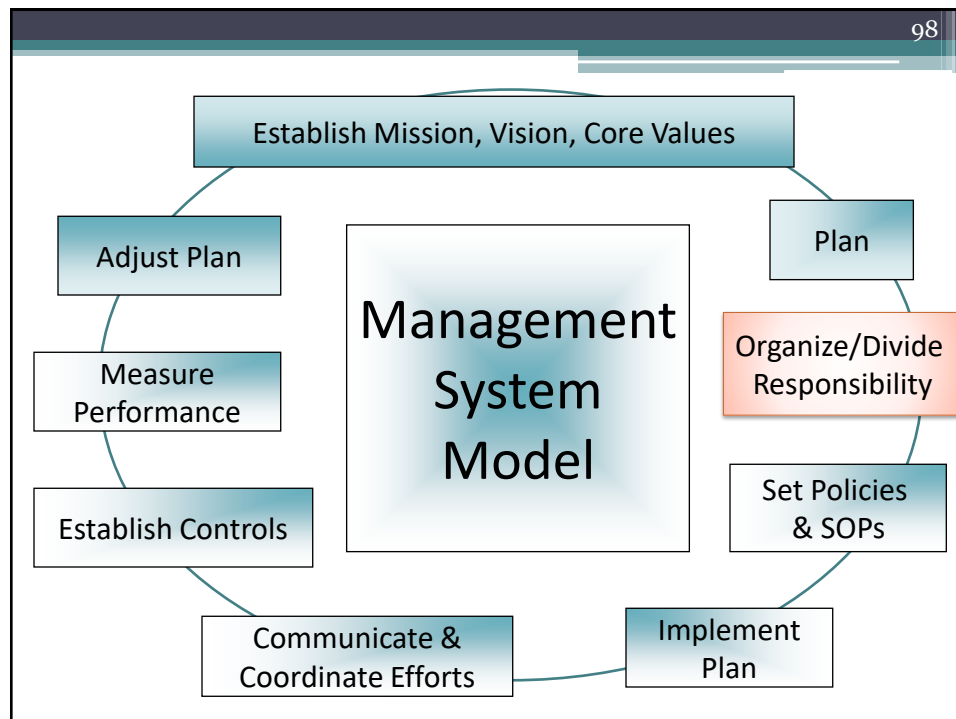 98
Establish Mission, Vision, Core Values
Plan
Organize/Divide
Responsibility
Set Policies
& SOPs
Implement
Plan
Communicate &
Coordinate Efforts
Establish Controls
Measure
Performance
Adjust Plan
Management
System
Model